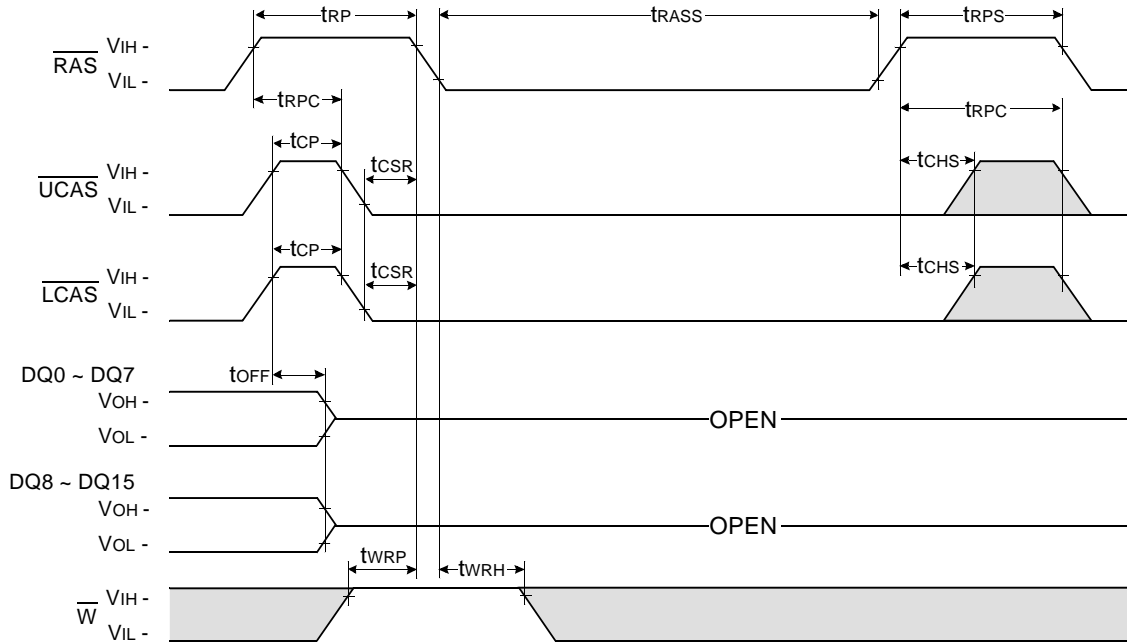 tRP tRASS tRPS
RAS VIH -
VIL -
tRPC tRPC
tCP tCSR tCHS
UCAS VIH -
VIL -
tCP tCSR tCHS
LCAS VIH -
VIL -
DQ0 ~ DQ7 tOFF
VOH -
OPEN
VOL -
DQ8 ~ DQ15
VOH -
OPEN
VOL -
tWRP tWRH
W VIH -
VIL -